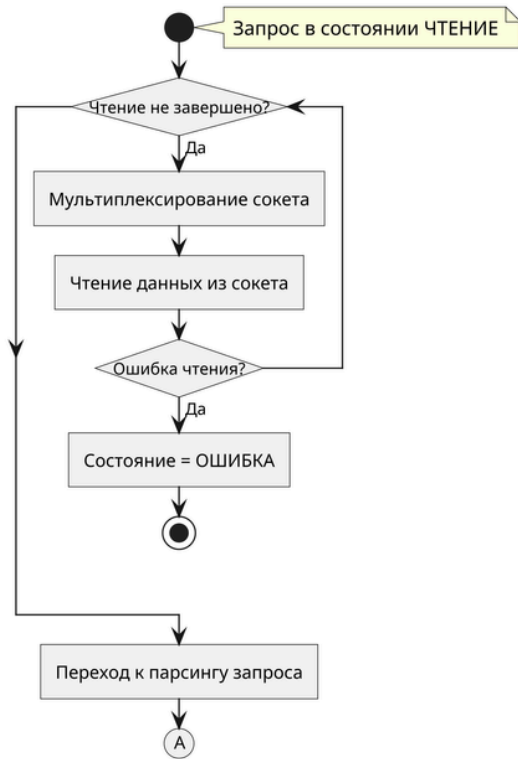 Запрос в состоянии ЧТЕНИЕ
Чтение не завершено?
Да
Мультиплексирование сокета
Чтение данных из сокета
Ошибка чтения?
Да
Состояние = ОШИБКА
Переход к парсингу запроса
A